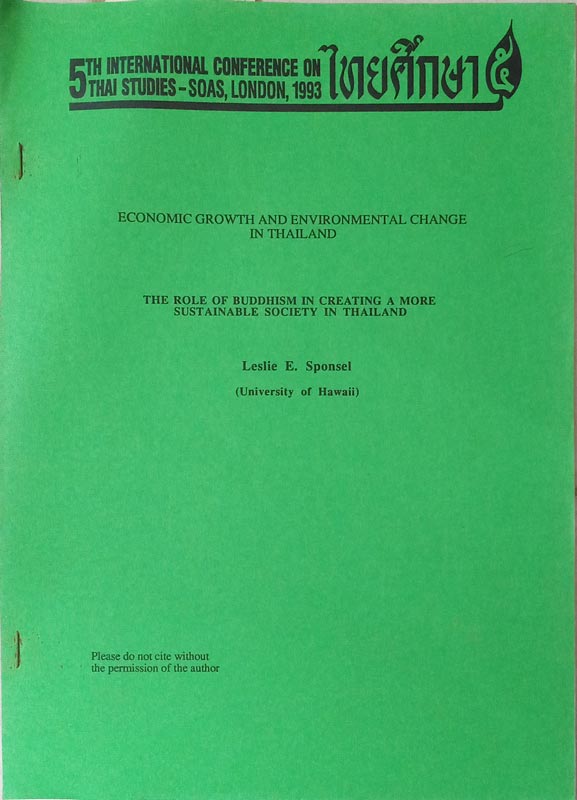 5TH INTERNATIONAL CONFERENCE ON
THAI STUDIES - SOAS, LONDON, 1993
ไทยศึกษา ๕
ECONOMIC GROWTH AND ENVIRONMENTAL CHANGE
IN THAILAND
THE ROLE OF BUDDHISM IN CREATING A MORE
SUSTAINABLE SOCIETY IN THAILAND
Leslie E. Sponsel
(University of Hawaii)
Please do not cite without
the permission of the author